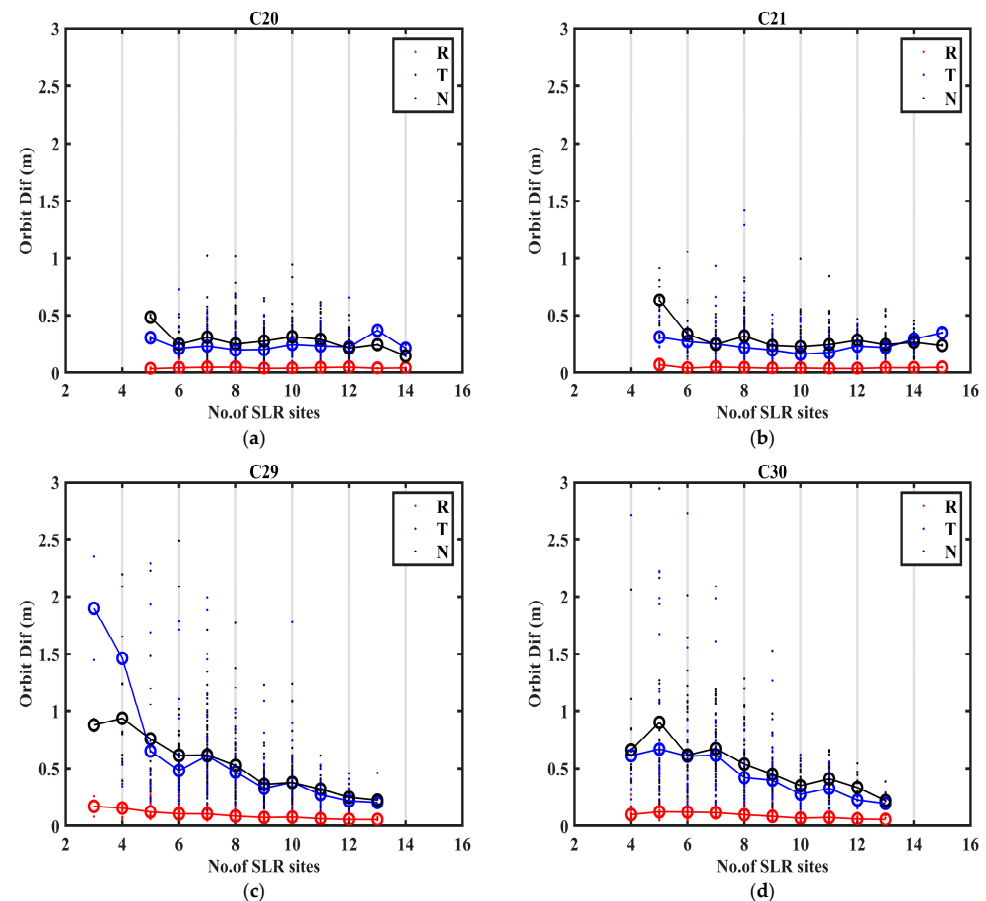 C20
3
2.5
2
1.5
1
0.5
0
2 4 6 8 10 12 14 16
Orbit Dif (m)
No.of SLR sites
R
T
N
(a)
C21
3
2.5
2
1.5
1
0.5
0
2 4 6 8 10 12 14 16
Orbit Dif (m)
No.of SLR sites
R
T
N
(b)
C29
3
2.5
2
1.5
1
0.5
0
2 4 6 8 10 12 14 16
Orbit Dif (m)
No.of SLR sites
R
T
N
(c)
C30
3
2.5
2
1.5
1
0.5
0
2 4 6 8 10 12 14 16
Orbit Dif (m)
No.of SLR sites
R
T
N
(d)